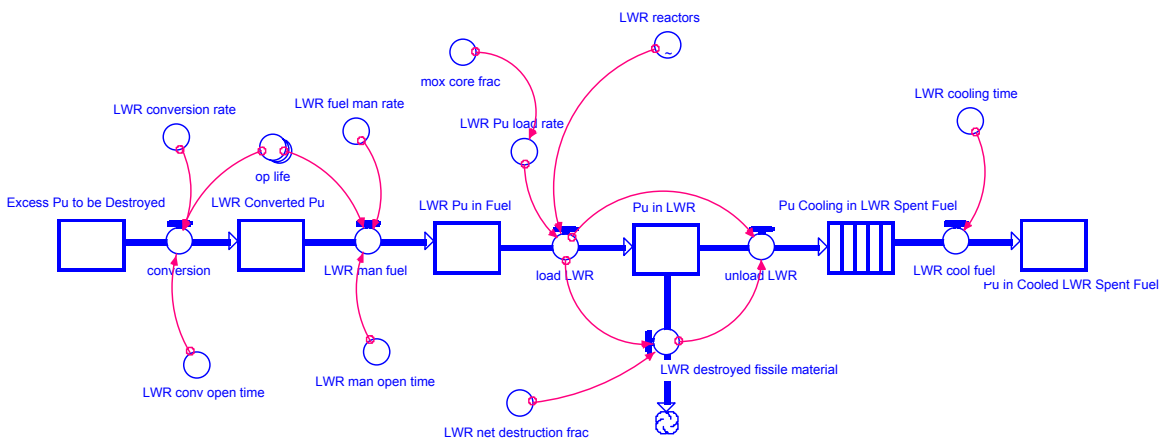 LWR reactors
mox core frac
LWR cooling time
LWR conversion rate
LWR fuel man rate
LWR Pu load rate
op life
Excess Pu to be Destroyed
LWR Converted Pu
LWR Pu in Fuel
Pu in LWR
Pu Cooling in LWR Spent Fuel
~
conversion
LWR man fuel
load LWR
unload LWR
LWR cool fuel
Pu in Cooled LWR Spent Fuel
LWR conv open time
LWR man open time
LWR destroyed fissile material
LWR net destruction frac